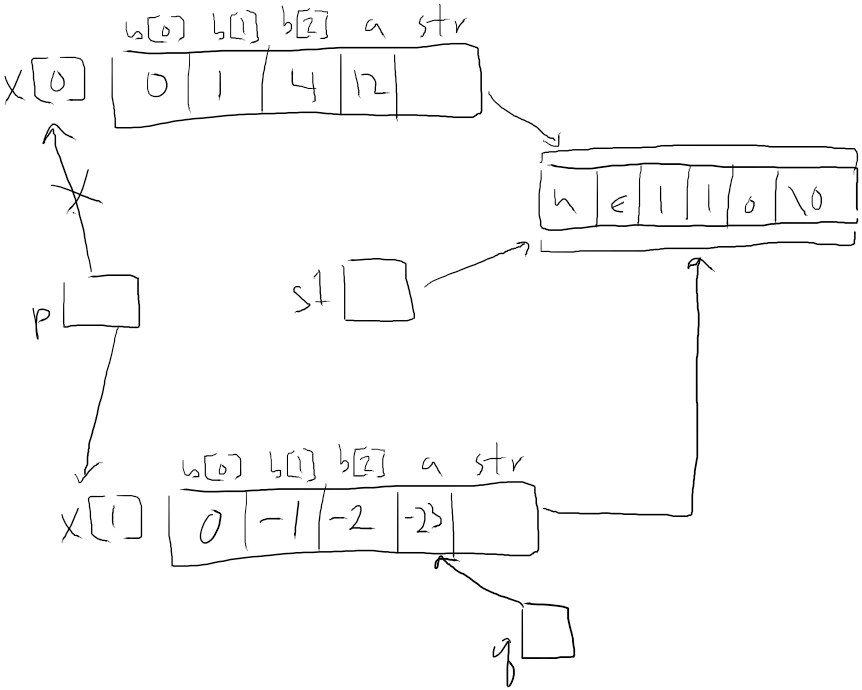 b[0] b[1] b[2] a str
x[0] 0 1 4 12
h e l l o \0
s1
p
b[0] b[1] b[2] a str
x[1] 0 -1 -2 -23
q